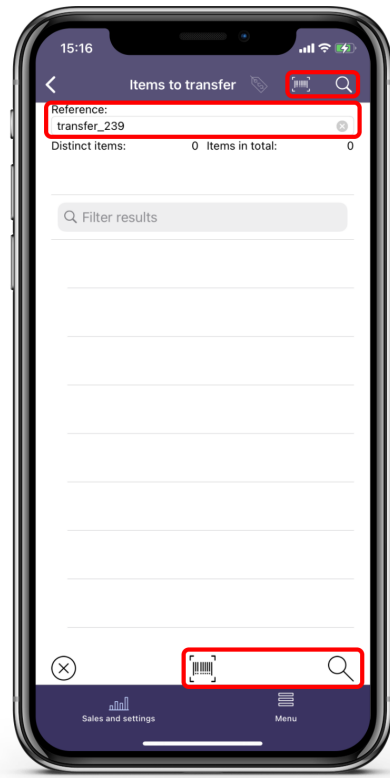 15:16
Items to transfer
Reference:
transfer_239
Distinct items: 0 Items in total: 0
Filter results
Sales and settings Menu